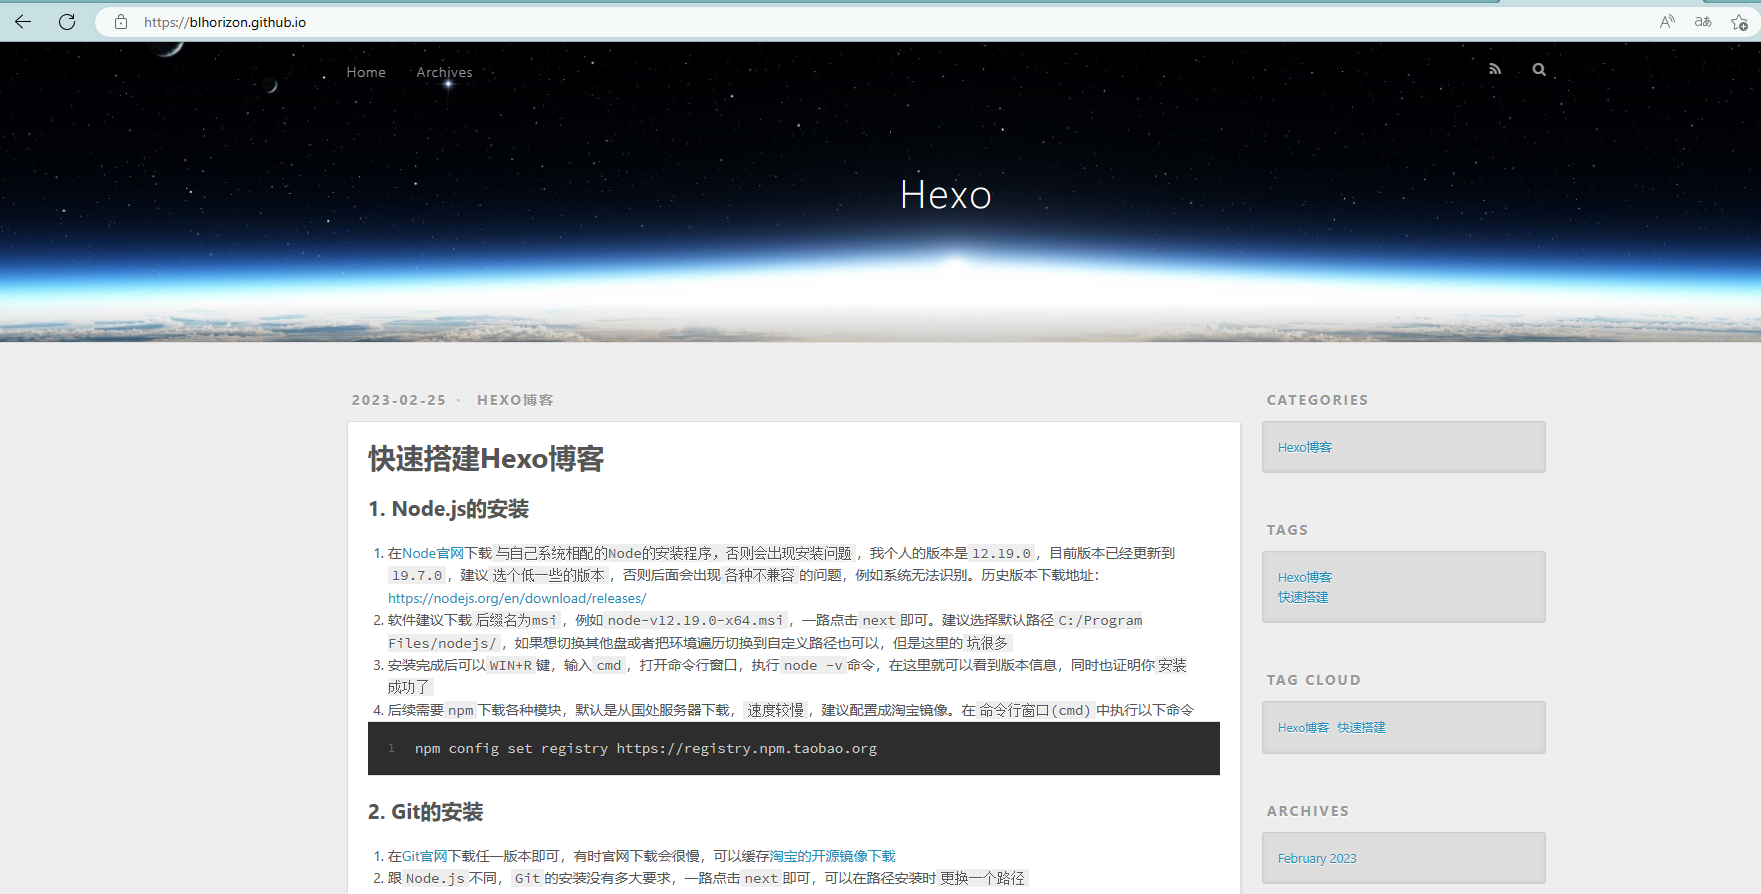 https://blhorizon.github.io
Home Archives
Hexo
2023-02-25 · HEXO博客
快速搭建Hexo博客
1. Node.js的安装
1. 在Node官网下载 与自己系统相配的Node的安装程序，否则会出现安装问题 ，我个人的版本是 12.19.0 ，目前版本已经更新到
19.7.0 ，建议 选个低一些的版本 ，否则后面会出现 各种不兼容 的问题，例如系统无法识别。历史版本下载地址：
https://nodejs.org/en/download/releases/
2. 软件建议下载 后缀名为msi ，例如 node-v12.19.0-x64.msi ，一路点击 next 即可。建议选择默认路径 C:/Program
Files/nodejs/ ，如果想切换其他盘或者把环境遍历切换到自定义路径也可以，但是这里的 坑很多
3. 安装完成后可以 WIN+R 键，输入 cmd ，打开命令行窗口，执行 node -v 命令，在这里就可以看到版本信息，同时也证明你 安装
成功了
4. 后续需要 npm 下载各种模块，默认是从国处服务器下载， 速度较慢 ，建议配置成淘宝镜像。在 命令行窗口(cmd) 中执行以下命令
1 npm config set registry https://registry.npm.taobao.org
2. Git的安装
1. 在Git官网下载任一版本即可，有时官网下载会很慢，可以缓存淘宝的开源镜像下载
2. 跟 Node.js 不同， Git 的安装没有多大要求，一路点击 next 即可，可以在路径安装时 更换一个路径
CATEGORIES
Hexo博客
TAGS
Hexo博客
快速搭建
TAG CLOUD
Hexo博客 快速搭建
ARCHIVES
February 2023